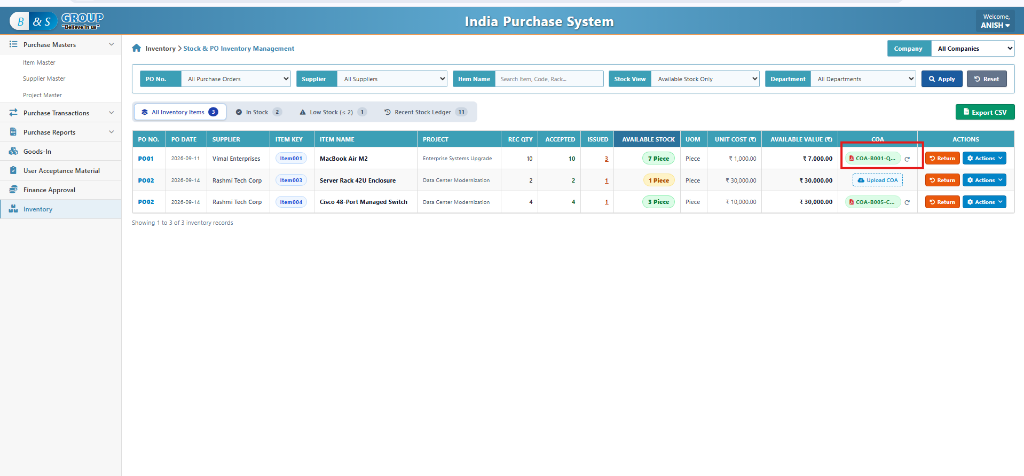 B & S GROUP
"Believe in us"
India Purchase System
Welcome,
ANISH
Purchase Masters
Item Master
Supplier Master
Project Master
Purchase Transactions
Purchase Reports
Goods-In
User Acceptance Material
Finance Approval
Inventory
Inventory > Stock & PO Inventory Management
Company All Companies
PO No. All Purchase Orders Supplier All Suppliers Item Name Search Item, Code, Rack... Stock View Available Stock Only Department All Departments Apply Reset
All Inventory Items 3 In Stock 2 Low Stock (< 2) 1 Recent Stock Ledger 11
Export CSV
PO NO. PO DATE SUPPLIER ITEM KEY ITEM NAME PROJECT REC QTY ACCEPTED ISSUED AVAILABLE STOCK UOM UNIT COST (₹) AVAILABLE VALUE (₹) COA ACTIONS
PO01 2026-09-11 Vimal Enterprises Item001 MacBook Air M2 Enterprise Systems Upgrade 10 10 3 7 Piece Piece ₹ 1,000.00 ₹ 7,000.00 COA-B001-Q... Return Actions
PO02 2026-09-14 Rashmi Tech Corp Item003 Server Rack 42U Enclosure Data Center Modernization 2 2 1 1 Piece Piece ₹ 30,000.00 ₹ 30,000.00 Upload COA Return Actions
PO02 2026-09-14 Rashmi Tech Corp Item004 Cisco 48-Port Managed Switch Data Center Modernization 4 4 1 3 Piece Piece ₹ 10,000.00 ₹ 30,000.00 COA-B005-C... Return Actions
Showing 1 to 3 of 3 inventory records